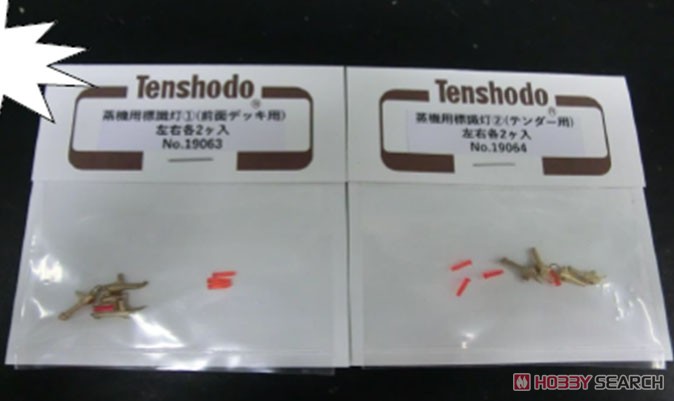 Tenshodo®
蒸機用標識灯①(前面デッキ用)
左右各2ヶ入
No.19063
Tenshodo®
蒸機用標識灯②(テンダー用)
左右各2ヶ入
No.19064
HOBBY SEARCH